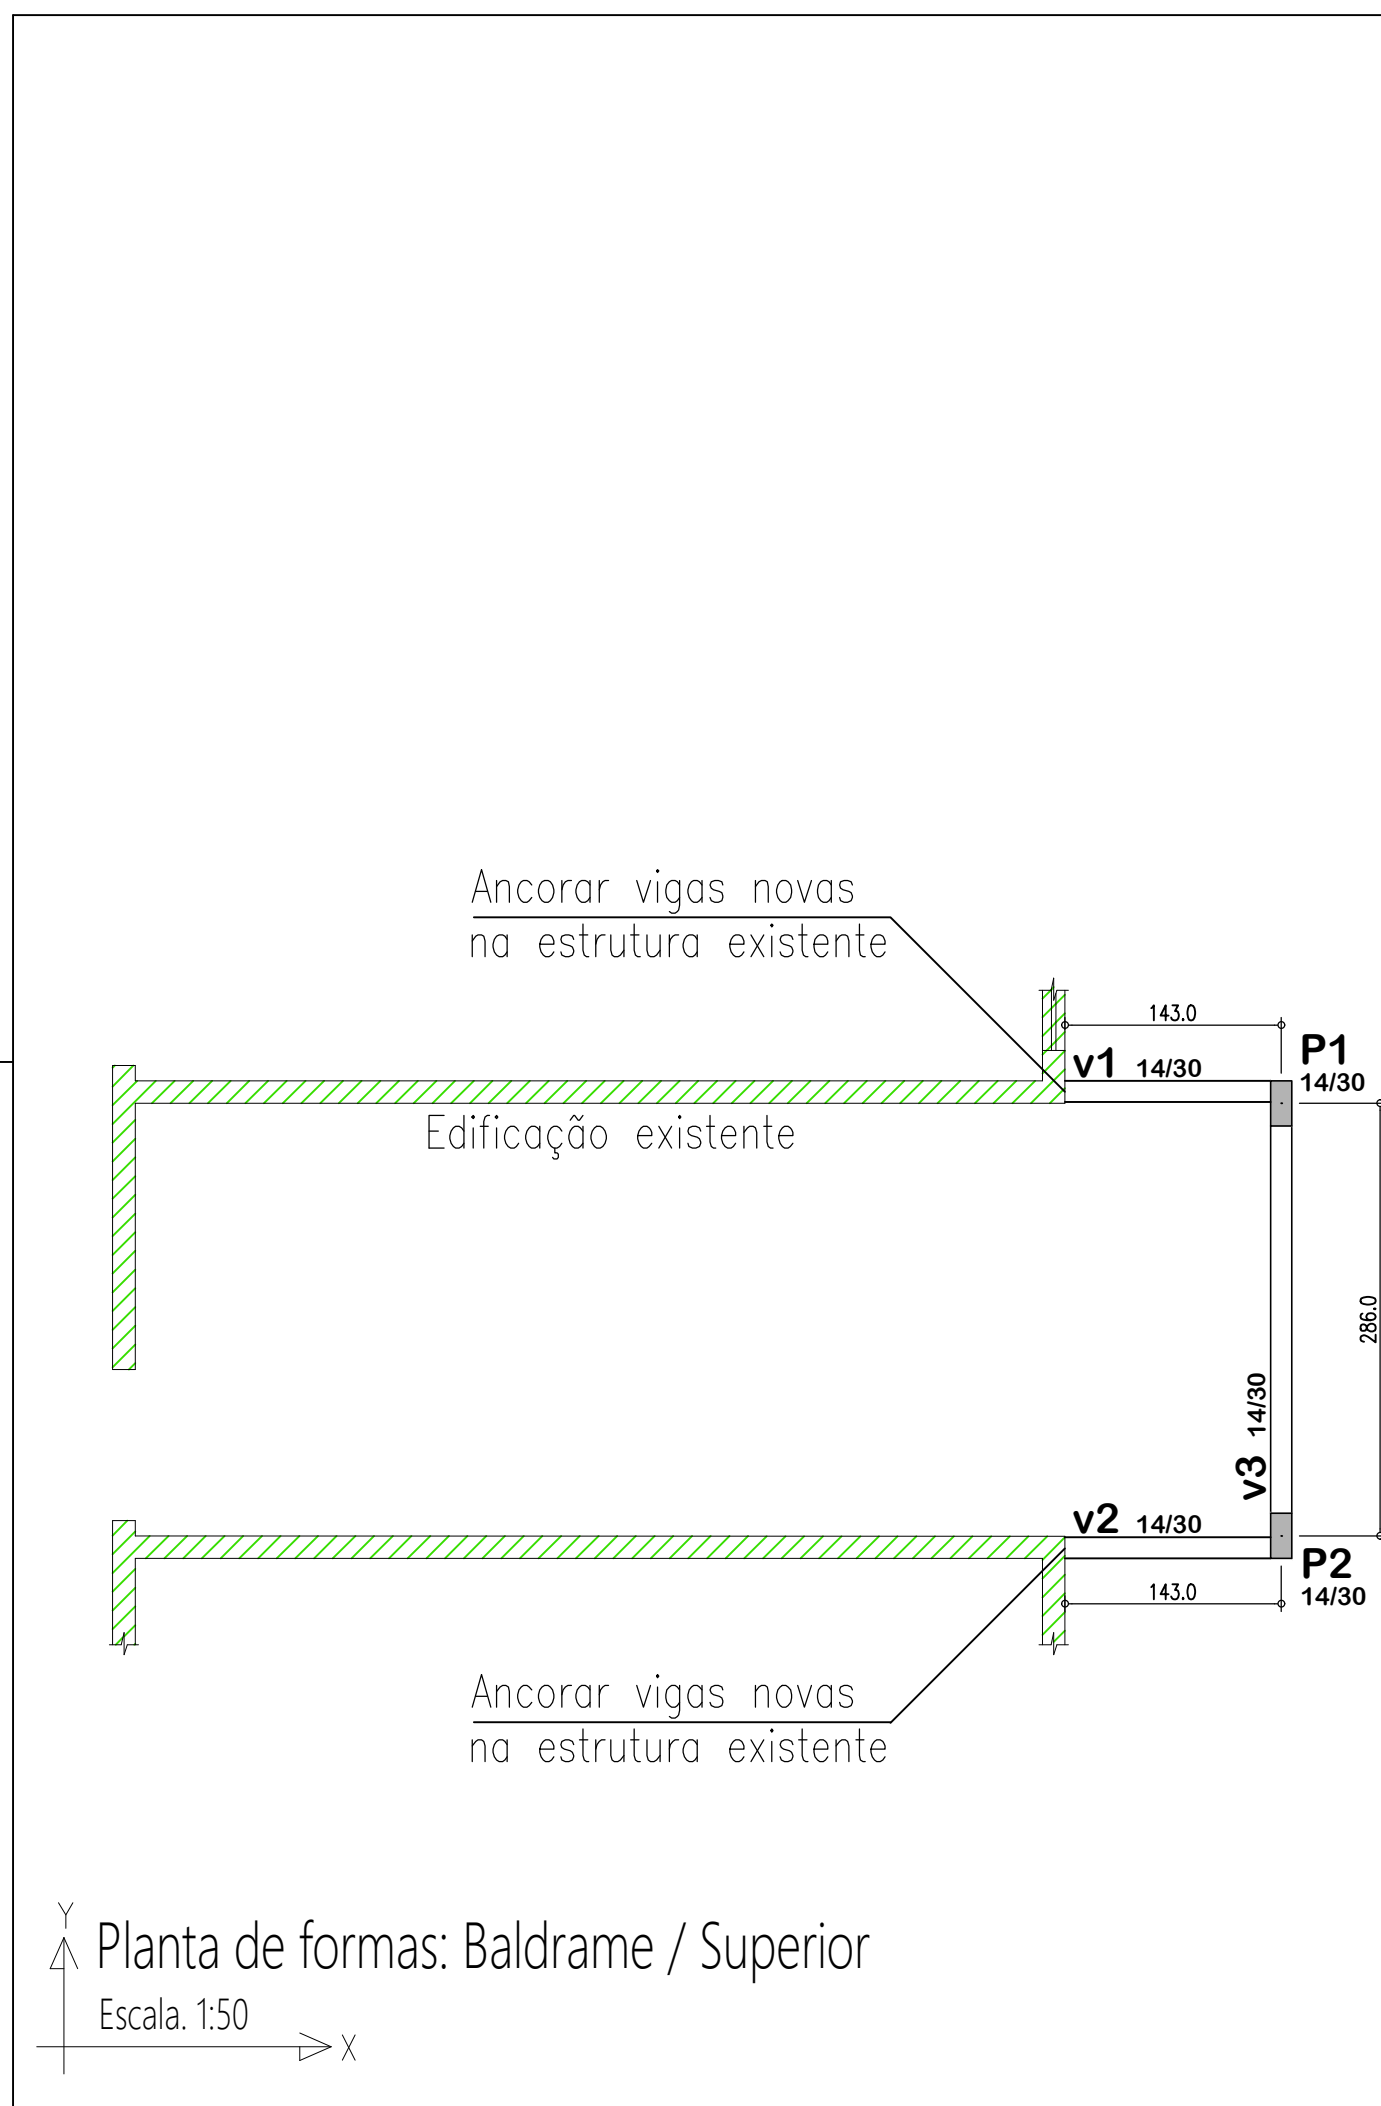 Ancorar vigas novas
na estrutura existente
143.0
v1 14/30
P1
14/30
Edificação existente
286.0
v3 14/30
v2 14/30
P2
14/30
143.0
Ancorar vigas novas
na estrutura existente
Y
Planta de formas: Baldrame / Superior
Escala. 1:50
X